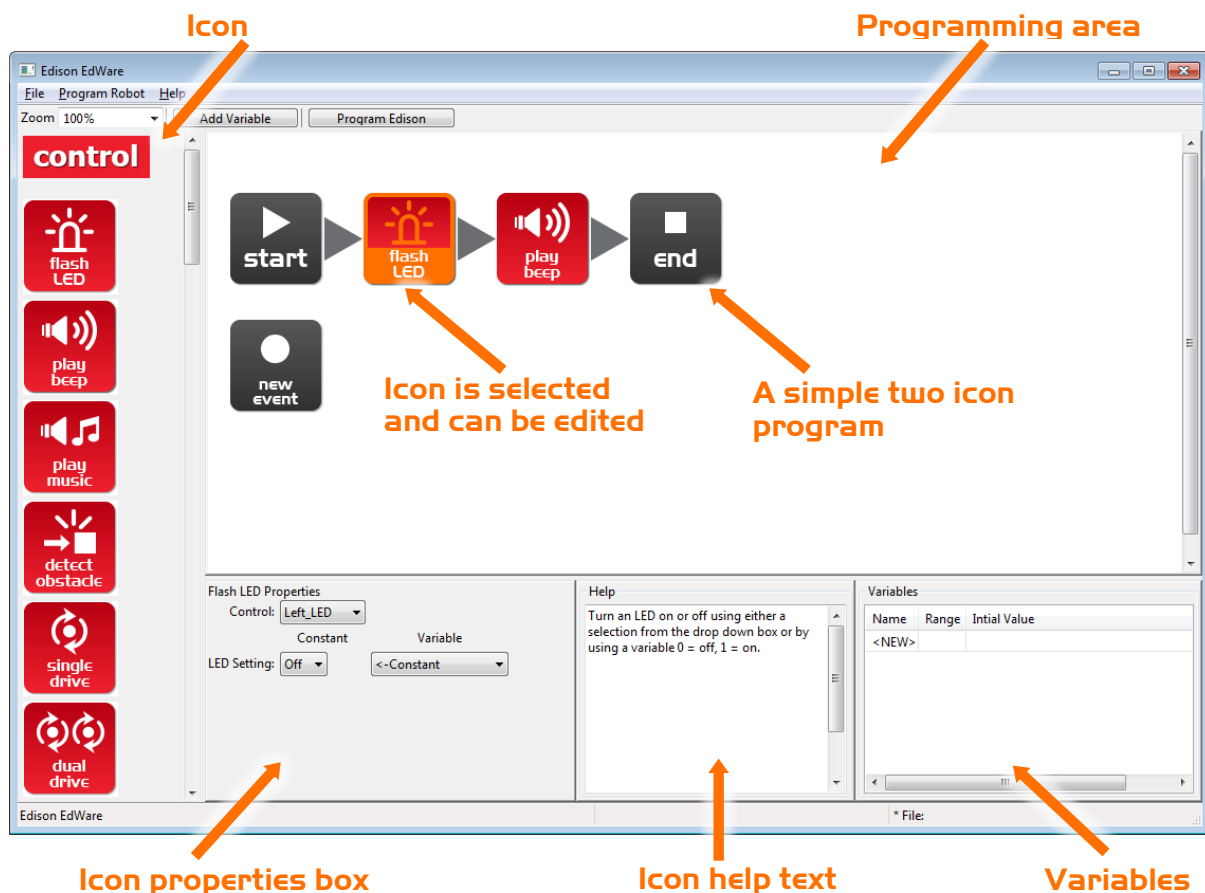 Icon
Programming area
Edison EdWare
File Program Robot Help
Zoom 100% Add Variable Program Edison
control
flash
LED
play
beep
play
music
detect
obstacle
single
drive
dual
drive
start
flash
LED
play
beep
end
new
event
Icon is selected
and can be edited
A simple two icon
program
Flash LED Properties
Control: Left_LED
Constant Variable
LED Setting: Off <-Constant
Help
Turn an LED on or off using either a
selection from the drop down box or by
using a variable 0 = off, 1 = on.
Variables
Name Range Intial Value
<NEW>
Edison EdWare
* File:
Icon properties box
Icon help text
Variables